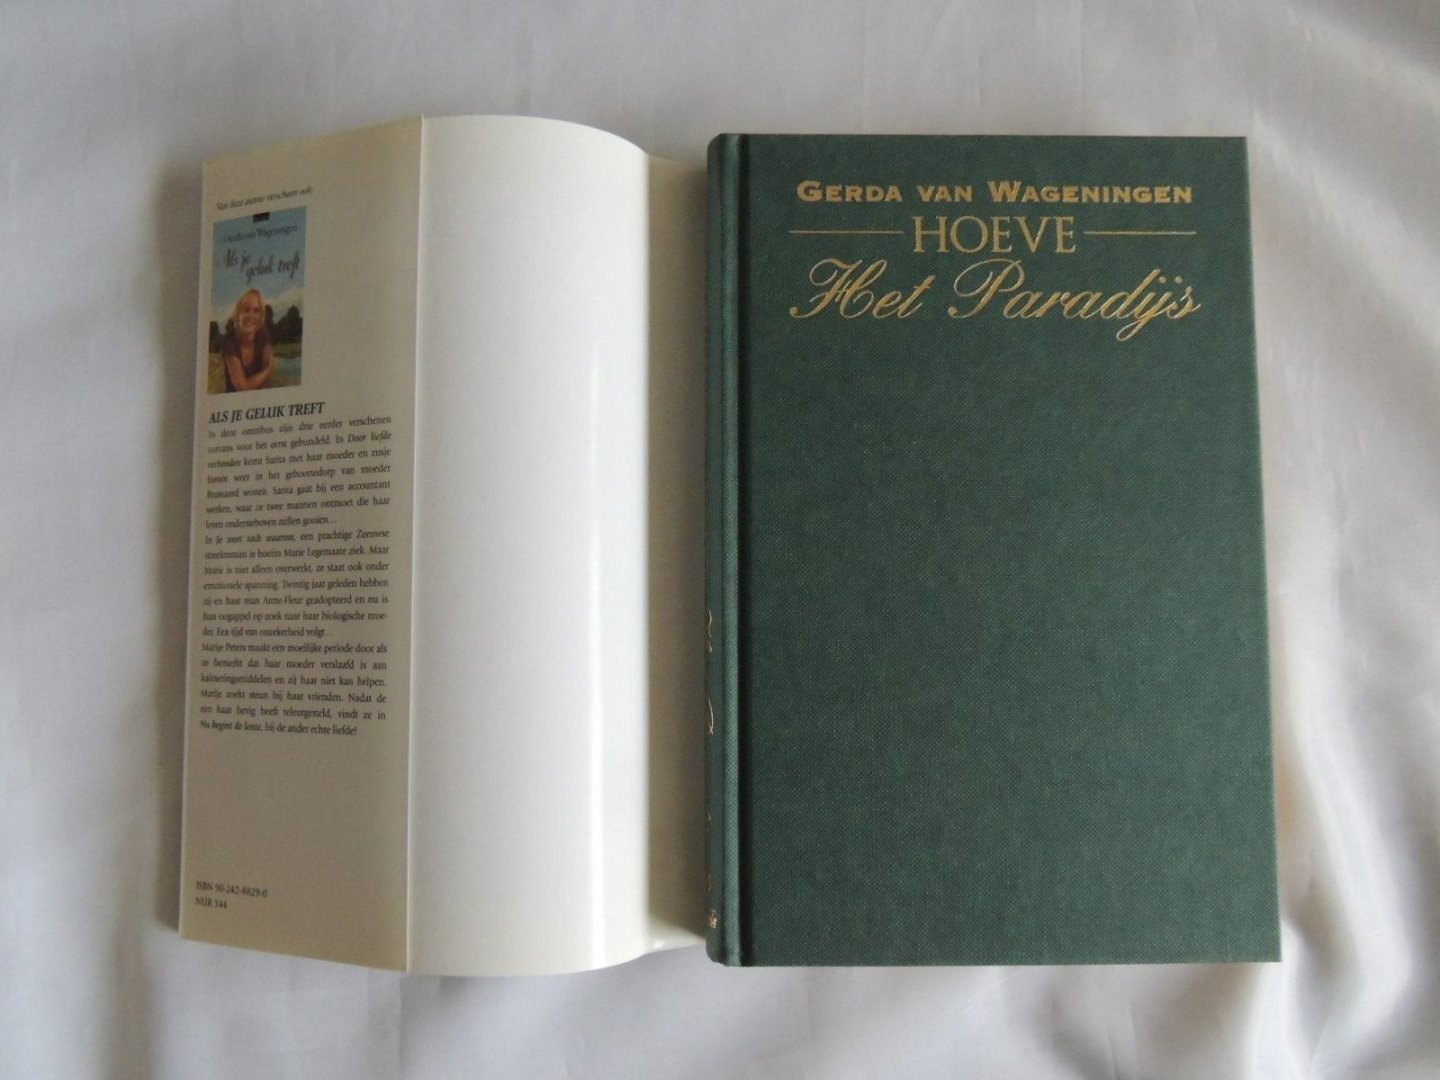 Van deze auteur verscheen ook:
Gerda van Wageningen
Als je
geluk treft
ALS JE GELUK TREFT
In deze omnibus zijn drie eerder verschenen
romans voor het eerst gebundeld. In Door liefde
verbonden komt Sarita met haar moeder en zusje
weer in het geboortedorp van moeder
Brussaard wonen. Sarita gaat bij een accountant
werken, waar ze twee mannen ontmoet die haar
leven ondersteboven zullen gooien...
In Je weet toch waarom, een prachtige Zeeuwse
streekroman is boerin Marie Legemaate ziek. Maar
Marie is niet alleen overwerkt, ze staat ook onder
emotionele spanning. Twintig jaar geleden hebben
zij en haar man Anne-Fleur geadopteerd en nu is
hun oogappel op zoek naar haar biologische moe-
der. Een tijd van onzekerheid volgt...
Marije Peters maakt een moeilijke periode door als
ze bemerkt dat haar moeder verslaafd is aan
kalmeringsmiddelen en zij haar niet kan helpen.
Marije zoekt steun bij haar vrienden. Nadat de
een haar hevig heeft teleurgesteld, vindt ze in
Nu begint de lente, bij de ander echte liefde!
ISBN 90-242-8829-0
NUR 344
GERDA VAN WAGENINGEN
HOEVE
Het Paradijs